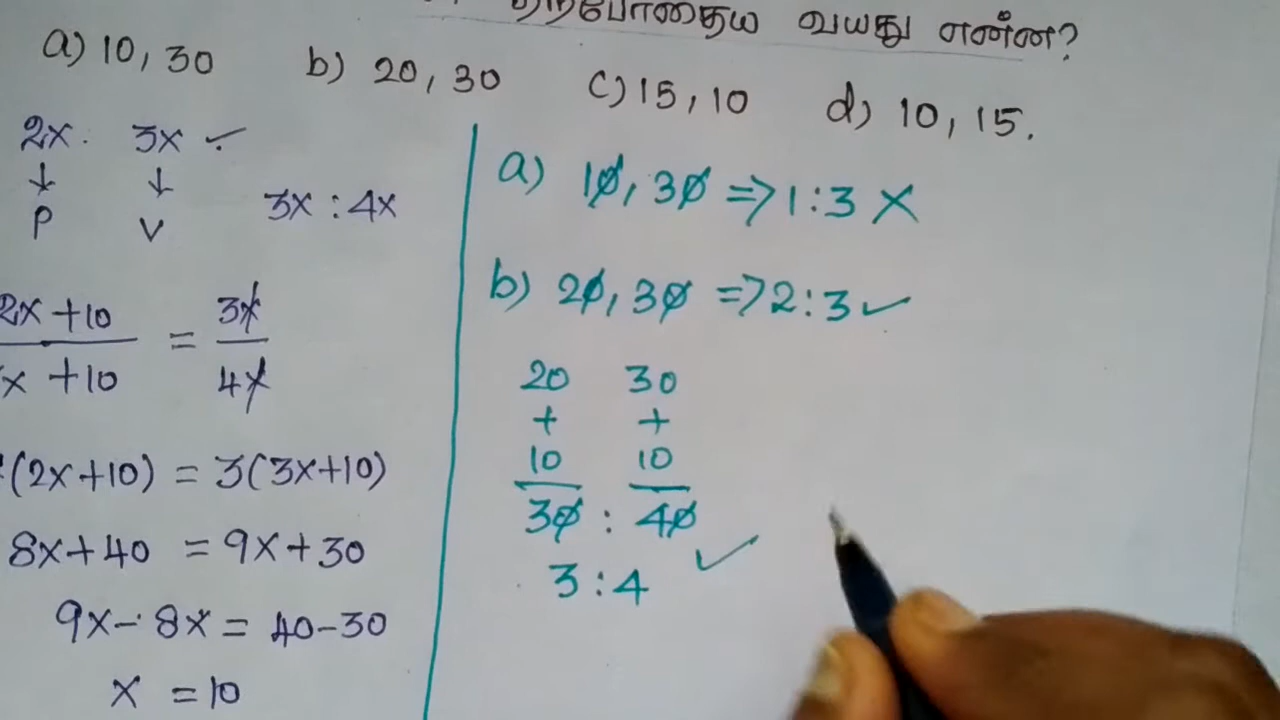 தற்போதைய வயது என்ன?
a) 10, 30 b) 20, 30 c) 15, 10 d) 10, 15.
2x : 3x ✓
↓ ↓
P V 3x : 4x
2x + 10 / x + 10 = 3x / 4x
(2x+10) = 3(3x+10)
8x+40 = 9x+30
9x - 8x = 40-30
x = 10
a) 10, 30 => 1:3 X
b) 20, 30 => 2:3 ✓
20 30
+ +
10 10
30 : 40
3 : 4 ✓